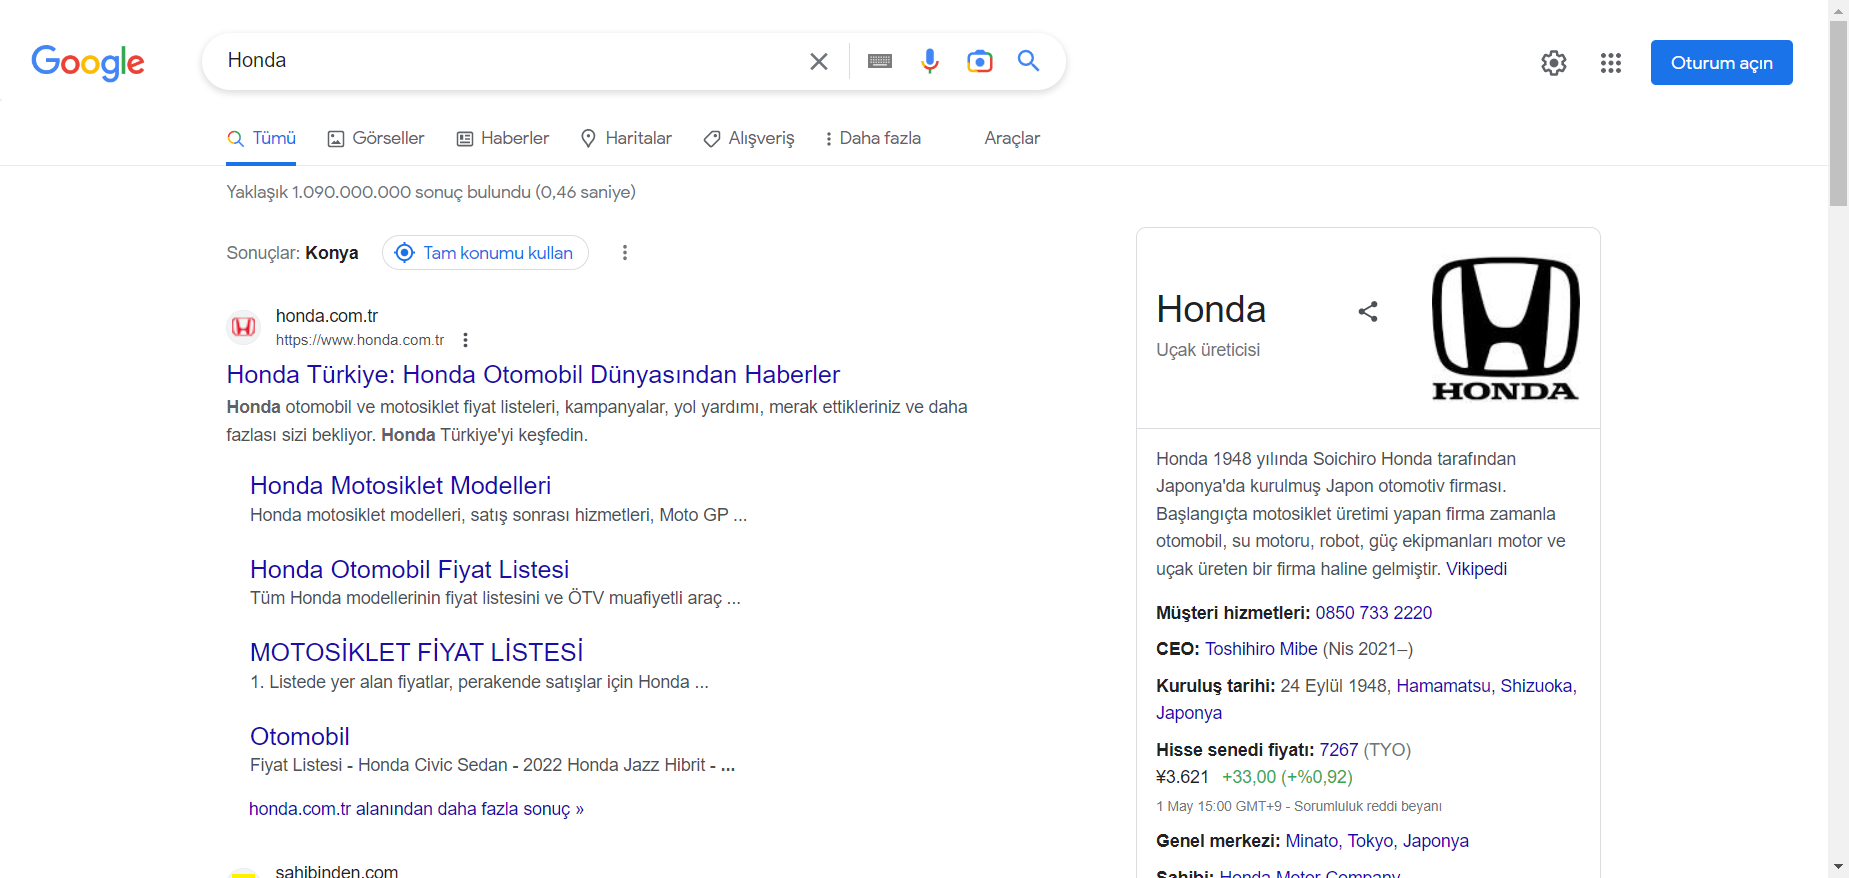 Google
Honda
Oturum açın
Tümü
Görseller
Haberler
Haritalar
Alışveriş
Daha fazla
Araçlar
Yaklaşık 1.090.000.000 sonuç bulundu (0,46 saniye)
Sonuçlar: Konya
Tam konumu kullan
honda.com.tr
https://www.honda.com.tr
Honda Türkiye: Honda Otomobil Dünyasından Haberler
Honda otomobil ve motosiklet fiyat listeleri, kampanyalar, yol yardımı, merak ettikleriniz ve daha
fazlası sizi bekliyor. Honda Türkiye'yi keşfedin.
Honda Motosiklet Modelleri
Honda motosiklet modelleri, satış sonrası hizmetleri, Moto GP ...
Honda Otomobil Fiyat Listesi
Tüm Honda modellerinin fiyat listesini ve ÖTV muafiyetli araç ...
MOTOSİKLET FİYAT LİSTESİ
1. Listede yer alan fiyatlar, perakende satışlar için Honda ...
Otomobil
Fiyat Listesi - Honda Civic Sedan - 2022 Honda Jazz Hibrit - ...
honda.com.tr alanından daha fazla sonuç »
sahibinden.com
Honda
Uçak üreticisi
HONDA
Honda 1948 yılında Soichiro Honda tarafından
Japonya'da kurulmuş Japon otomotiv firması.
Başlangıçta motosiklet üretimi yapan firma zamanla
otomobil, su motoru, robot, güç ekipmanları motor ve
uçak üreten bir firma haline gelmiştir. Vikipedi
Müşteri hizmetleri: 0850 733 2220
CEO: Toshihiro Mibe (Nis 2021–)
Kuruluş tarihi: 24 Eylül 1948, Hamamatsu, Shizuoka,
Japonya
Hisse senedi fiyatı: 7267 (TYO)
¥3.621 +33,00 (+%0,92)
1 May 15:00 GMT+9 - Sorumluluk reddi beyanı
Genel merkezi: Minato, Tokyo, Japonya
Sahibi: Honda Motor Company